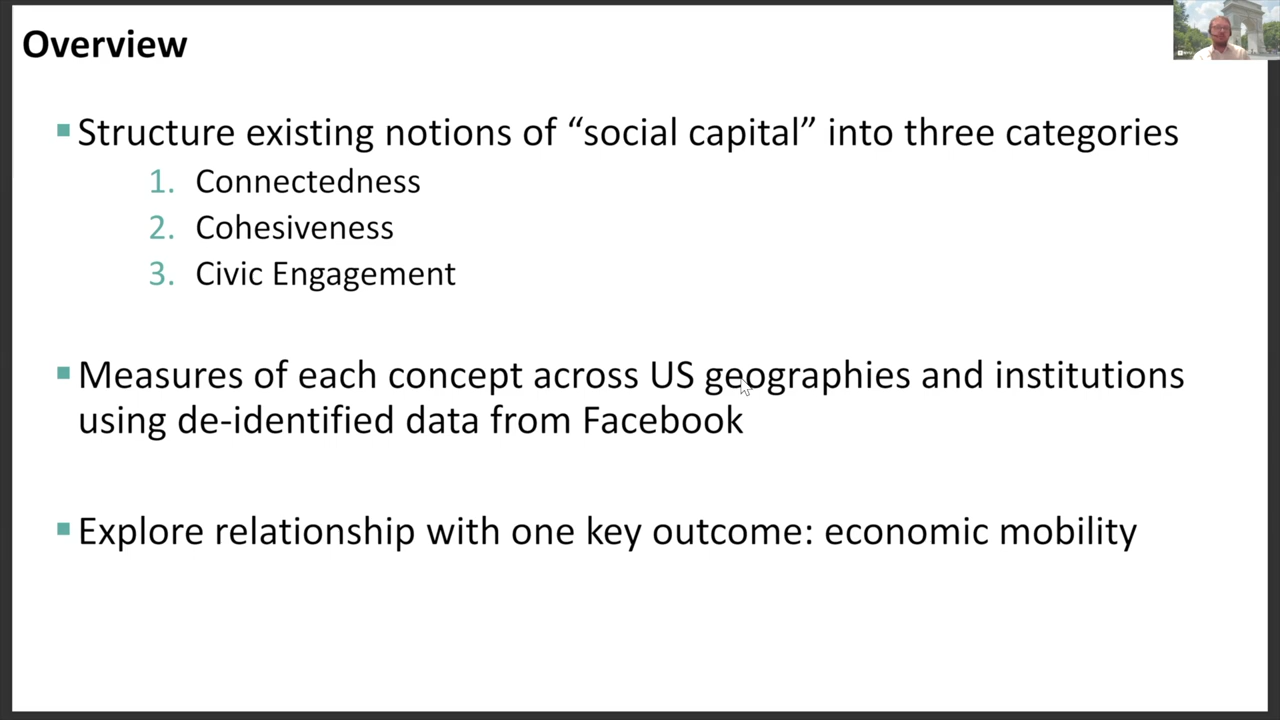 Overview
▪ Structure existing notions of “social capital” into three categories
1. Connectedness
2. Cohesiveness
3. Civic Engagement
▪ Measures of each concept across US geographies and institutions
using de-identified data from Facebook
▪ Explore relationship with one key outcome: economic mobility